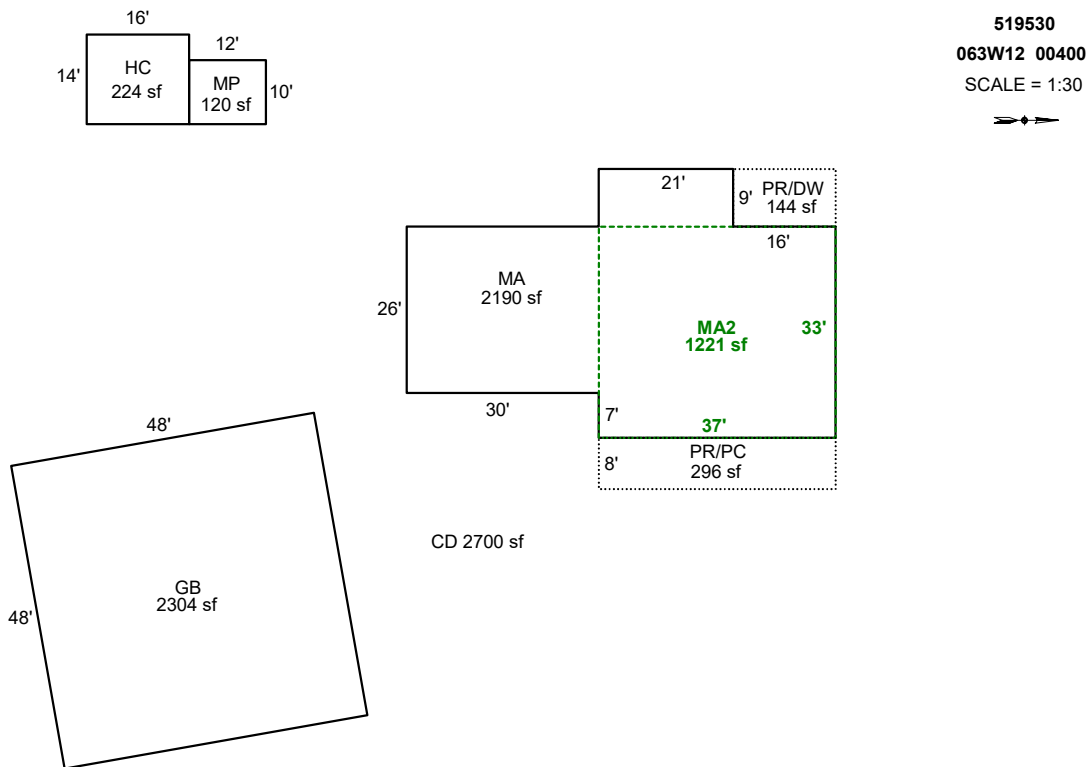 519530
063W12 00400
SCALE = 1:30
16'
12'
14'
HC
224 sf
MP
120 sf
10'
21'
9'
PR/DW
144 sf
16'
MA
2190 sf
26'
MA2
1221 sf
33'
30'
7'
37'
PR/PC
296 sf
8'
48'
CD 2700 sf
GB
2304 sf
48'